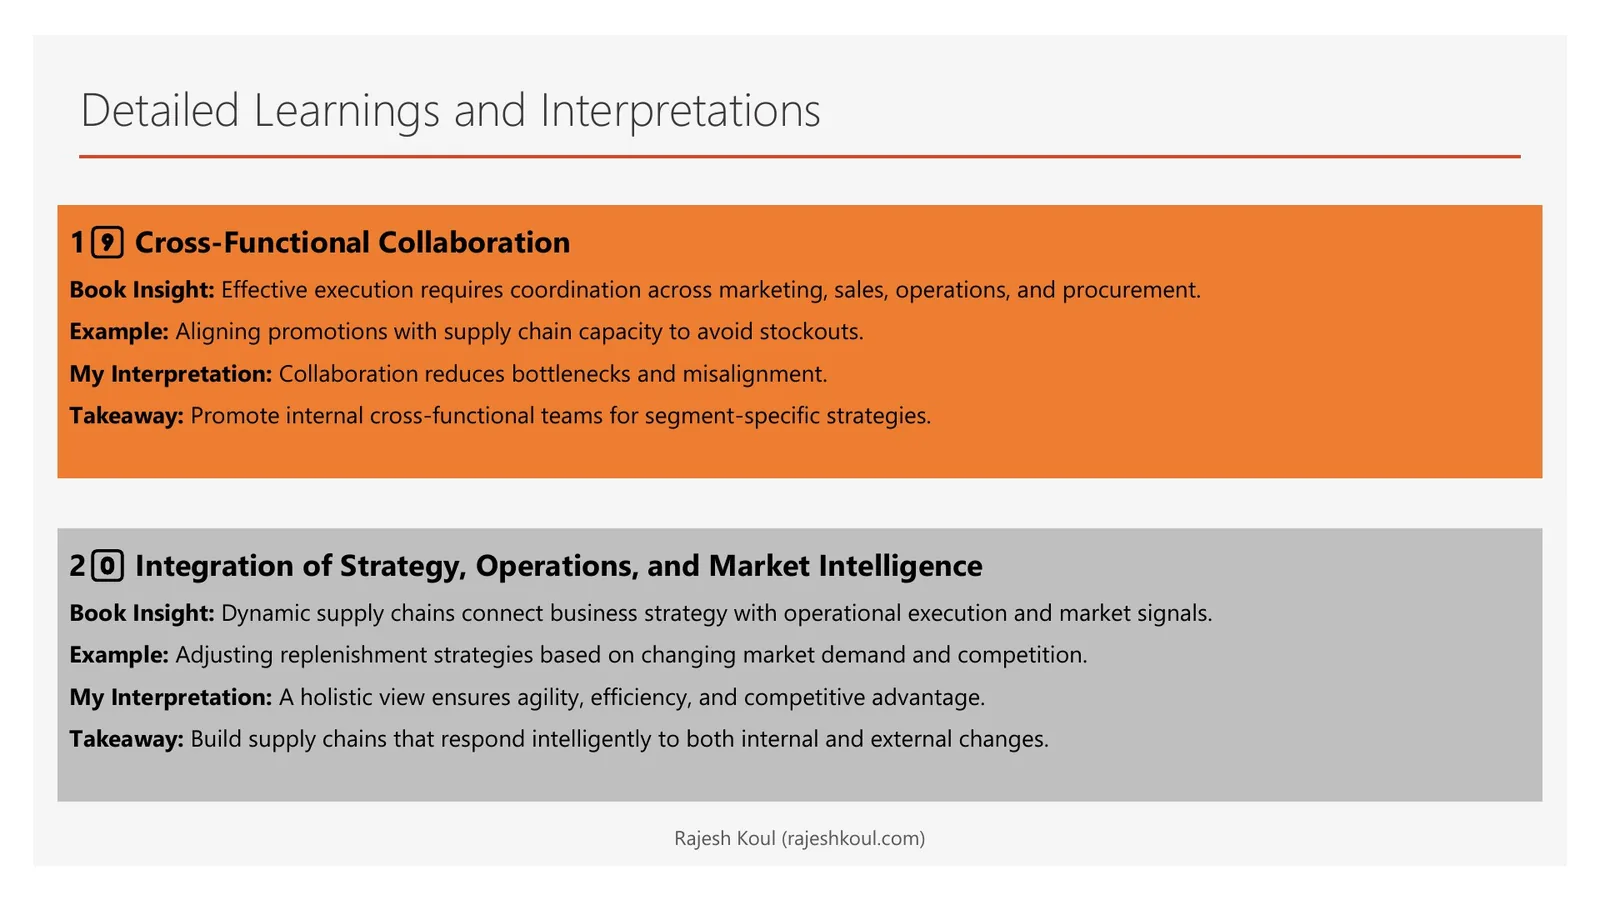 Detailed Learnings and Interpretations
19️⃣ Cross-Functional Collaboration
Book Insight: Effective execution requires coordination across marketing, sales, operations, and procurement.
Example: Aligning promotions with supply chain capacity to avoid stockouts.
My Interpretation: Collaboration reduces bottlenecks and misalignment.
Takeaway: Promote internal cross-functional teams for segment-specific strategies.
20️⃣ Integration of Strategy, Operations, and Market Intelligence
Book Insight: Dynamic supply chains connect business strategy with operational execution and market signals.
Example: Adjusting replenishment strategies based on changing market demand and competition.
My Interpretation: A holistic view ensures agility, efficiency, and competitive advantage.
Takeaway: Build supply chains that respond intelligently to both internal and external changes.
Rajesh Koul (rajeshkoul.com)